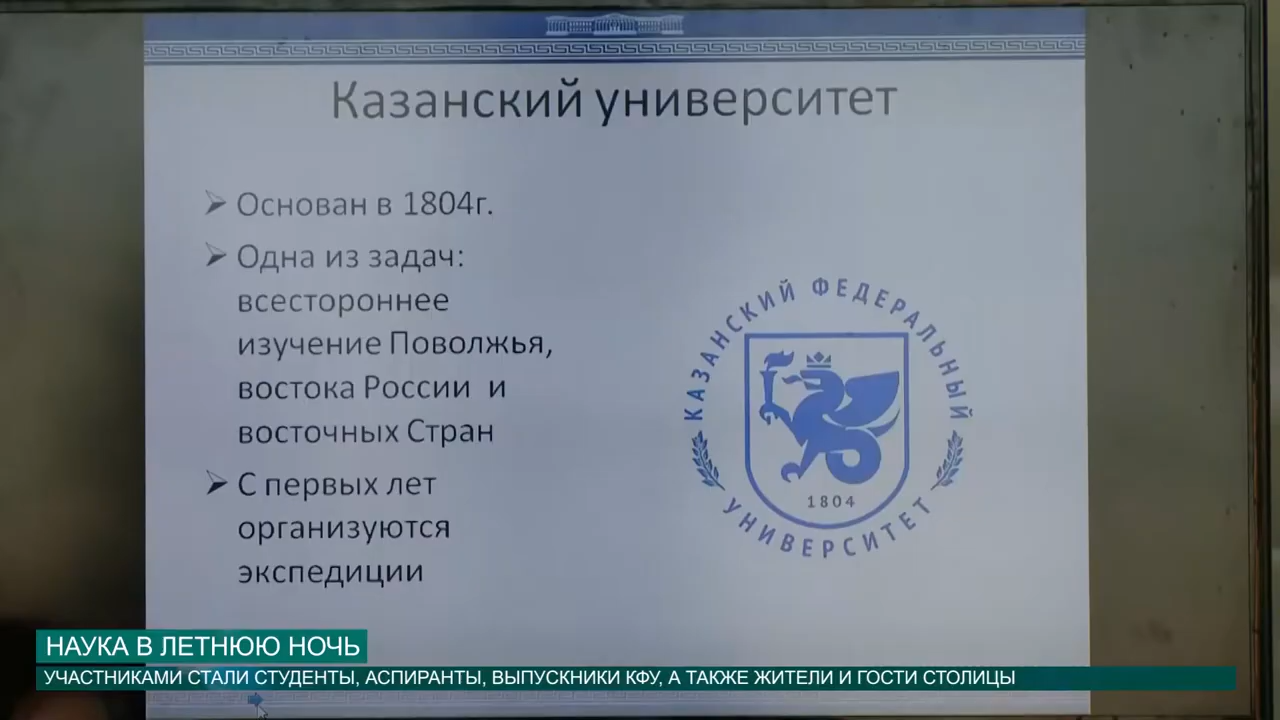 Казанский университет
Основан в 1804г.
Одна из задач:
всестороннее
изучение Поволжья,
востока России и
восточных Стран
С первых лет
организуются
экспедиции
КАЗАНСКИЙ ФЕДЕРАЛЬНЫЙ
1804
УНИВЕРСИТЕТ
НАУКА В ЛЕТНЮЮ НОЧЬ
УЧАСТНИКАМИ СТАЛИ СТУДЕНТЫ, АСПИРАНТЫ, ВЫПУСКНИКИ КФУ, А ТАКЖЕ ЖИТЕЛИ И ГОСТИ СТОЛИЦЫ